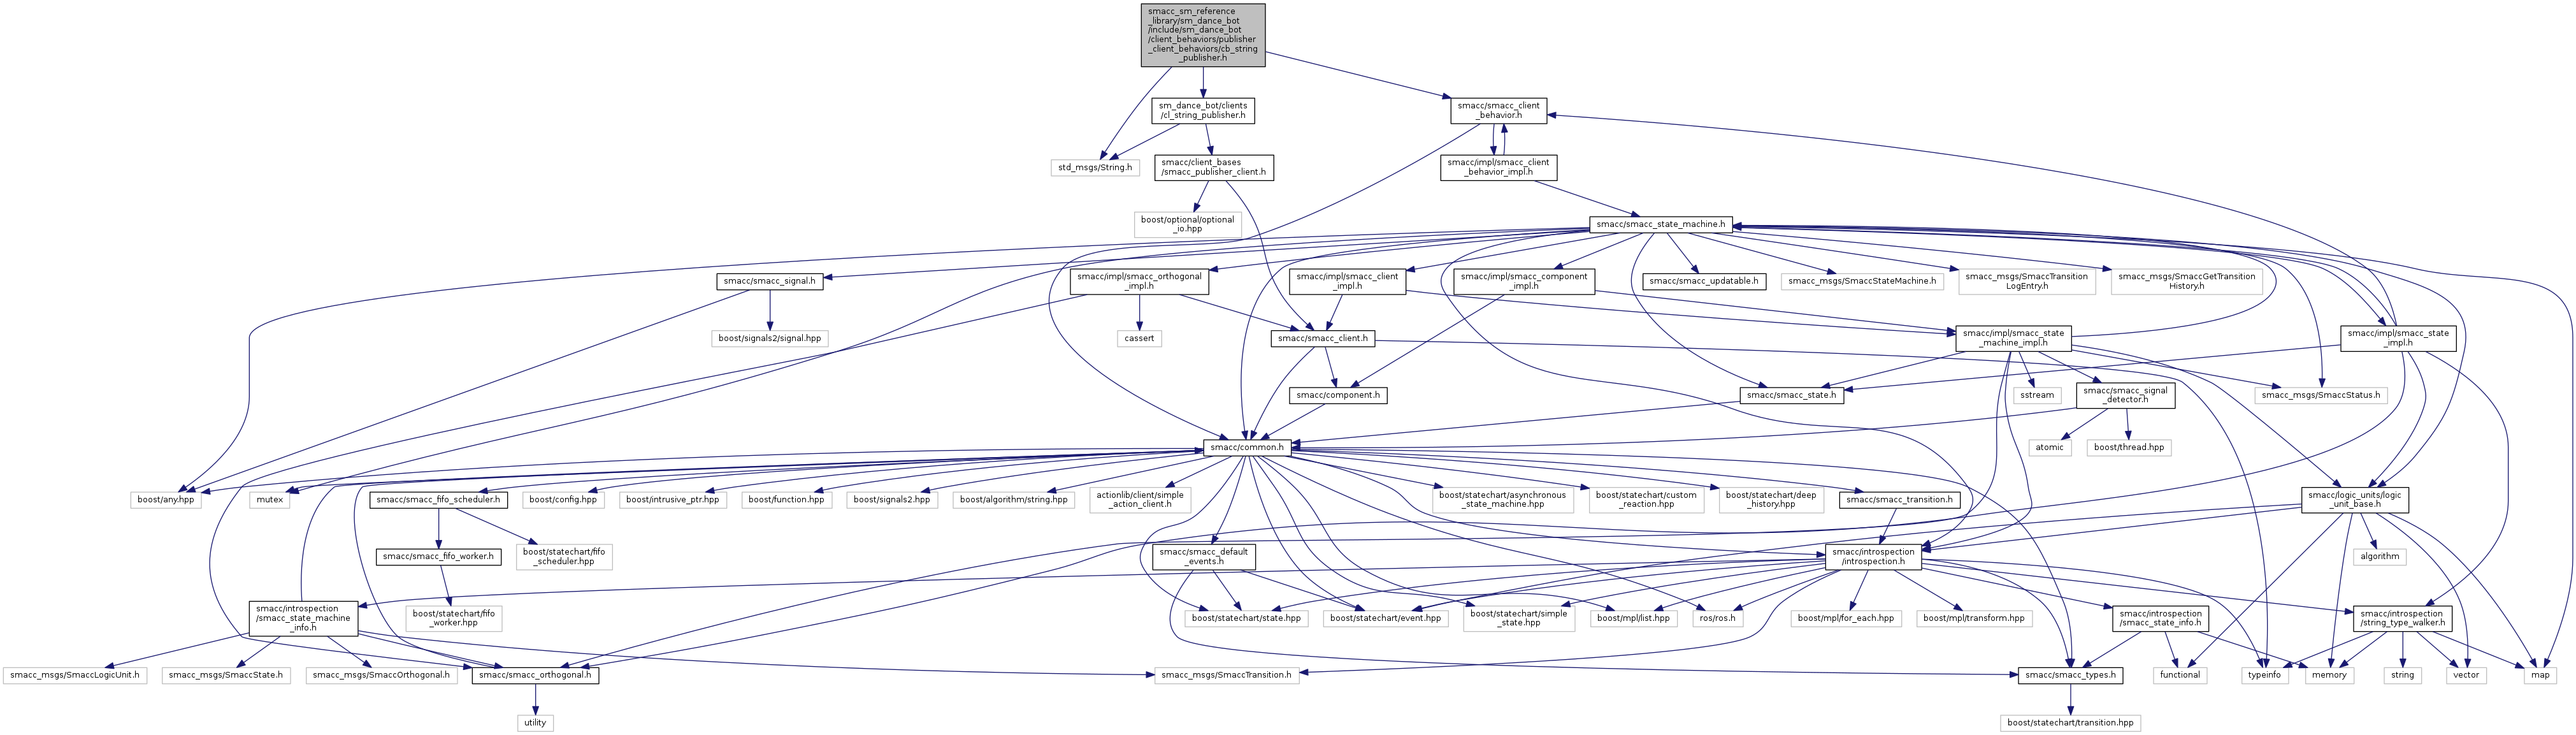 smacc_sm_reference
_library/sm_dance_bot
/include/sm_dance_bot
/client_behaviors/publisher
_client_behaviors/cb_string
_publisher.h
sm_dance_bot/clients
/cl_string_publisher.h
smacc/smacc_client
_behavior.h
std_msgs/String.h
smacc/client_bases
/smacc_publisher_client.h
smacc/impl/smacc_client
_behavior_impl.h
boost/optional/optional
_io.hpp
smacc/smacc_state_machine.h
smacc/smacc_signal.h
smacc/impl/smacc_orthogonal
_impl.h
smacc/impl/smacc_client
_impl.h
smacc/impl/smacc_component
_impl.h
smacc/smacc_updatable.h
smacc_msgs/SmaccStateMachine.h
smacc_msgs/SmaccTransition
LogEntry.h
smacc_msgs/SmaccGetTransition
History.h
boost/signals2/signal.hpp
cassert
smacc/smacc_client.h
smacc/impl/smacc_state
_machine_impl.h
smacc/impl/smacc_state
_impl.h
smacc/component.h
smacc/smacc_state.h
sstream
smacc/smacc_signal
_detector.h
smacc_msgs/SmaccStatus.h
smacc/common.h
atomic
boost/thread.hpp
boost/any.hpp
mutex
smacc/smacc_fifo_scheduler.h
boost/config.hpp
boost/intrusive_ptr.hpp
boost/function.hpp
boost/signals2.hpp
boost/algorithm/string.hpp
actionlib/client/simple
_action_client.h
boost/statechart/asynchronous
_state_machine.hpp
boost/statechart/custom
_reaction.hpp
boost/statechart/deep
_history.hpp
smacc/smacc_transition.h
smacc/logic_units/logic
_unit_base.h
smacc/smacc_fifo_worker.h
boost/statechart/fifo
_scheduler.hpp
smacc/smacc_default
_events.h
smacc/introspection
/introspection.h
algorithm
smacc/introspection
/smacc_state_machine
_info.h
boost/statechart/fifo
_worker.hpp
boost/statechart/state.hpp
boost/statechart/event.hpp
boost/statechart/simple
_state.hpp
boost/mpl/list.hpp
ros/ros.h
boost/mpl/for_each.hpp
boost/mpl/transform.hpp
smacc/introspection
/smacc_state_info.h
smacc/introspection
/string_type_walker.h
smacc_msgs/SmaccLogicUnit.h
smacc_msgs/SmaccState.h
smacc_msgs/SmaccOrthogonal.h
smacc/smacc_orthogonal.h
smacc_msgs/SmaccTransition.h
smacc/smacc_types.h
functional
typeinfo
memory
string
vector
map
utility
boost/statechart/transition.hpp